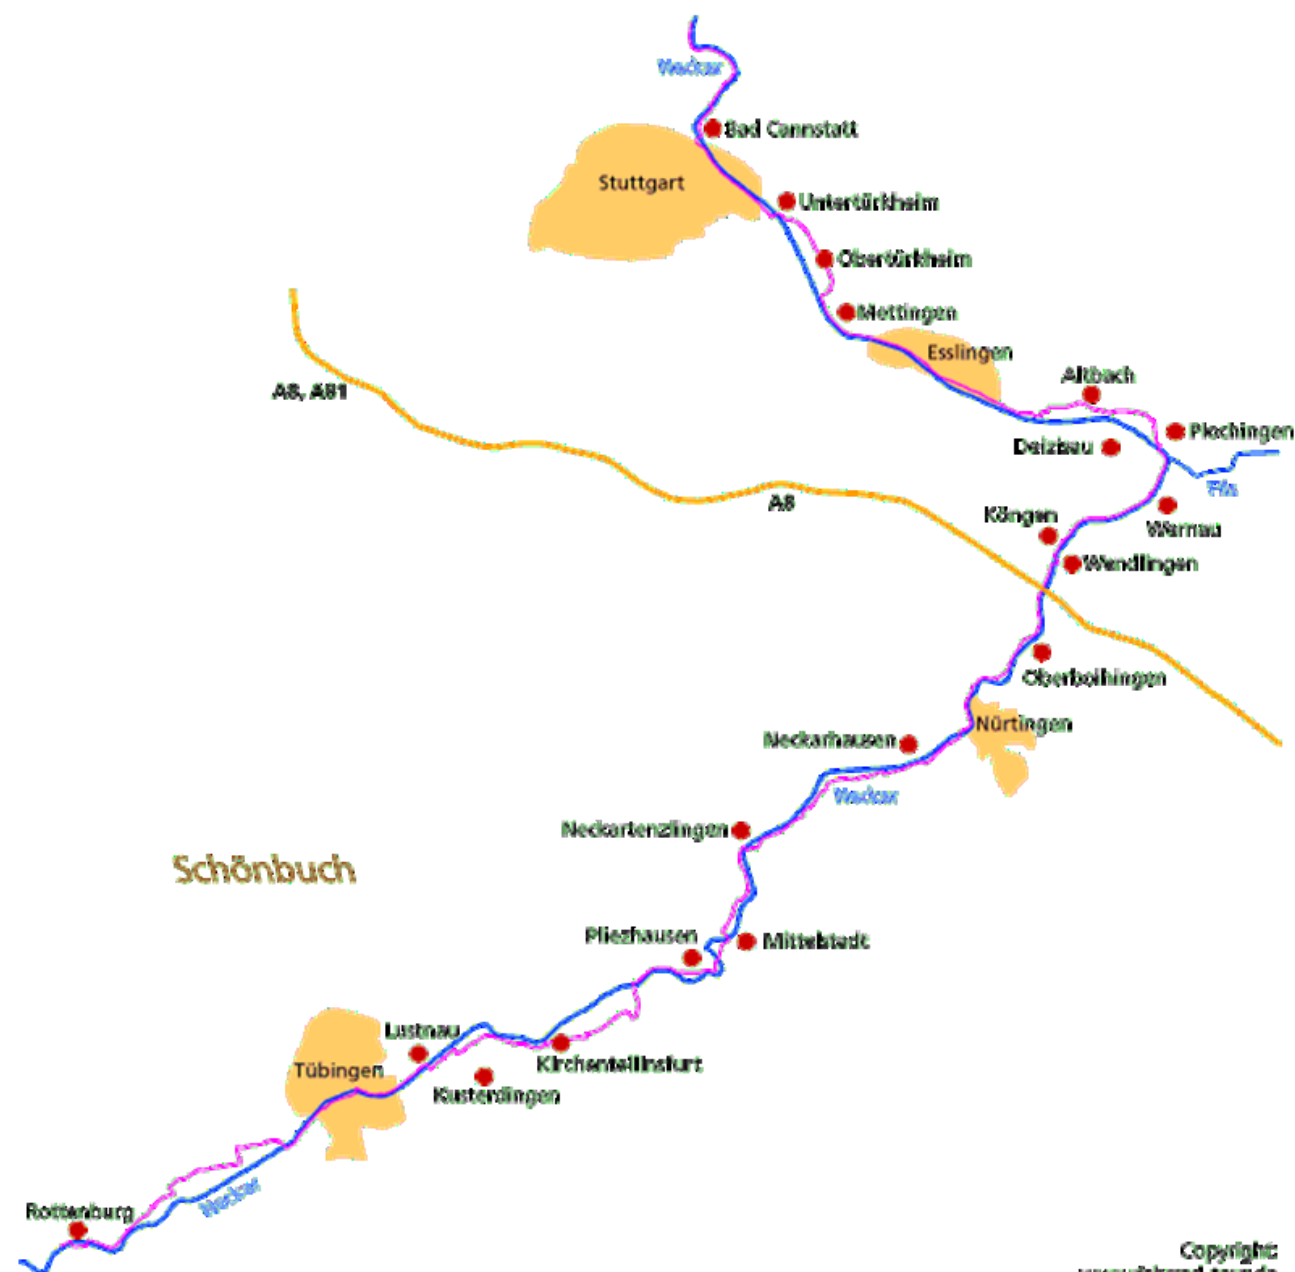 Neckar
Bad Cannstatt
Stuttgart
Untertürkheim
Obertürkheim
Mettingen
Esslingen
Altbach
A8, A81
Plochingen
Deizisau
Fils
A8
Köngen
Wernau
Wendlingen
Oberboihingen
Nürtingen
Neckarhausen
Neckar
Neckartenzlingen
Schönbuch
Pliezhausen
Mittelstadt
Lustnau
Tübingen
Kirchentellinsfurt
Kusterdingen
Neckar
Rottenburg
Copyright: